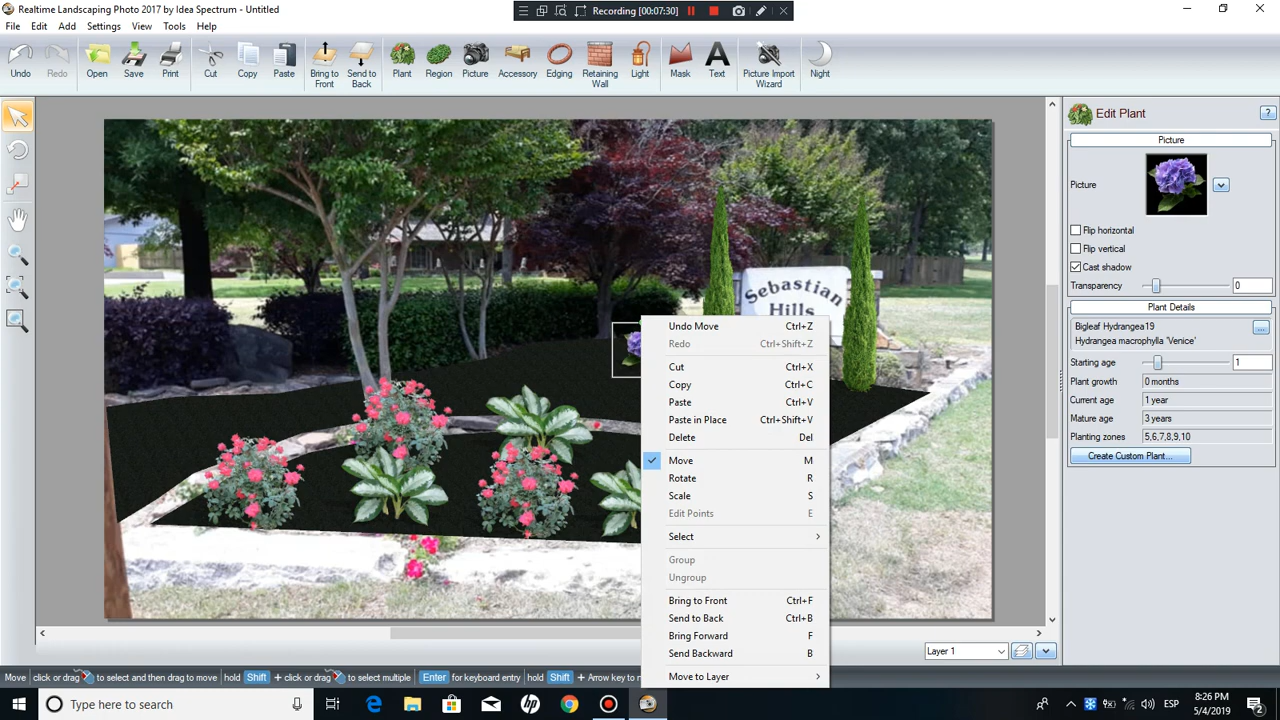 Realtime Landscaping Photo 2017 by Idea Spectrum - Untitled
Recording [00:07:30]
File Edit Add Settings View Tools Help
Undo Redo Open Save Print Cut Copy Paste Bring to Front Send to Back Plant Region Picture Accessory Edging Retaining Wall Light Mask Text Picture Import Wizard Night
Edit Plant
?
Picture
Picture
Flip horizontal
Flip vertical
Cast shadow
Transparency 0
Plant Details
Bigleaf Hydrangea19
Hydrangea macrophylla 'Venice'
...
Starting age 1
Plant growth 0 months
Current age 1 year
Mature age 3 years
Planting zones 5,6,7,8,9,10
Create Custom Plant...
Sebastian
Hills
Undo Move Ctrl+Z
Redo Ctrl+Shift+Z
Cut Ctrl+X
Copy Ctrl+C
Paste Ctrl+V
Paste in Place Ctrl+Shift+V
Delete Del
Move M
Rotate R
Scale S
Edit Points E
Select
Group
Ungroup
Bring to Front Ctrl+F
Send to Back Ctrl+B
Bring Forward F
Send Backward B
Move to Layer
Layer 1
Move click or drag to select and then drag to move hold Shift + click or drag to select multiple Enter for keyboard entry hold Shift + Arrow key to
Type here to search
hp
ESP
8:26 PM
5/4/2019
2